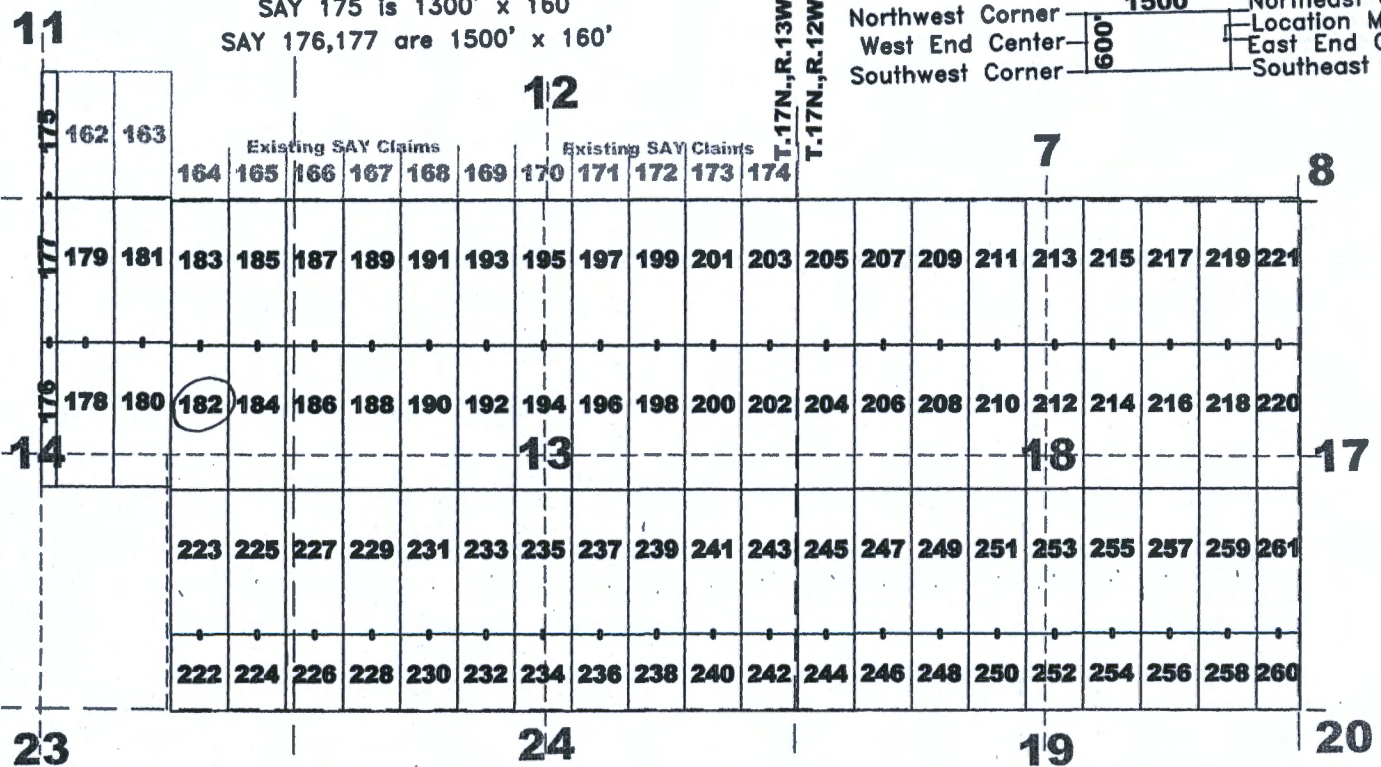 SAY 175 is 1300' x 160'
SAY 176,177 are 1500' x 160'
T.17N.,R.13W
T.17N.,R.12W
1500'
Northwest Corner
West End Center
Southwest Corner
600'
Northeast
Location
East End
Southeast
11
12
7
8
175 162 163
Existing SAY Claims Existing SAY Claims
164 165 166 167 168 169 170 171 172 173 174
177 179 181 183 185 187 189 191 193 195 197 199 201 203 205 207 209 211 213 215 217 219 221
176 178 180 182 184 186 188 190 192 194 196 198 200 202 204 206 208 210 212 214 216 218 220
14 13 18 17
223 225 227 229 231 233 235 237 239 241 243 245 247 249 251 253 255 257 259 261
222 224 226 228 230 232 234 236 238 240 242 244 246 248 250 252 254 256 258 260
23 24 19 20